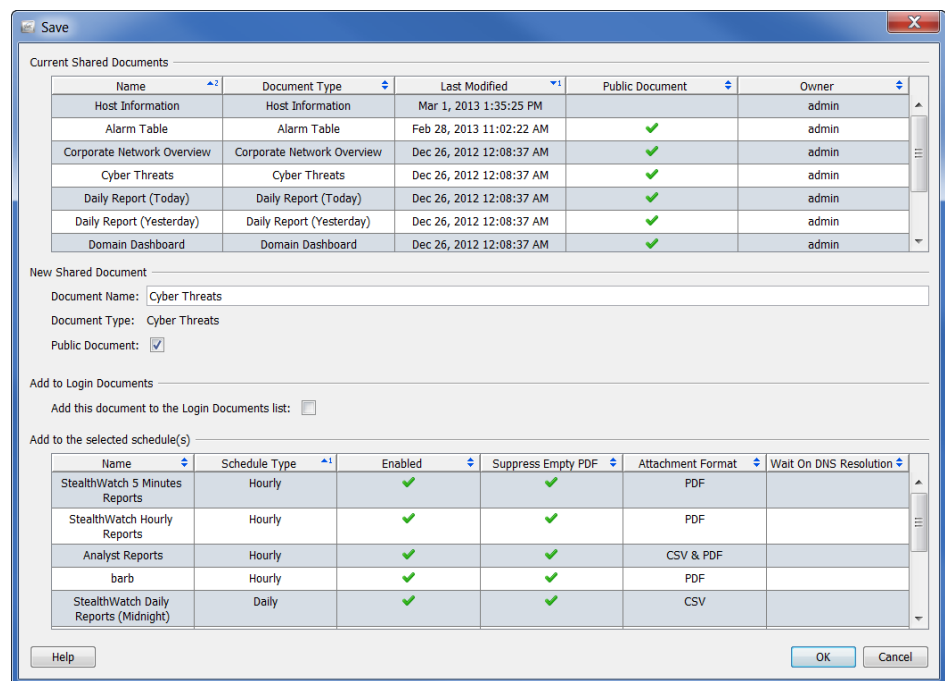 Save
X
Current Shared Documents
Name 2 Document Type Last Modified 1 Public Document Owner
Host Information Host Information Mar 1, 2013 1:35:25 PM admin
Alarm Table Alarm Table Feb 28, 2013 11:02:22 AM admin
Corporate Network Overview Corporate Network Overview Dec 26, 2012 12:08:37 AM admin
Cyber Threats Cyber Threats Dec 26, 2012 12:08:37 AM admin
Daily Report (Today) Daily Report (Today) Dec 26, 2012 12:08:37 AM admin
Daily Report (Yesterday) Daily Report (Yesterday) Dec 26, 2012 12:08:37 AM admin
Domain Dashboard Domain Dashboard Dec 26, 2012 12:08:37 AM admin
New Shared Document
Document Name: Cyber Threats
Document Type: Cyber Threats
Public Document:
Add to Login Documents
Add this document to the Login Documents list:
Add to the selected schedule(s)
Name Schedule Type 1 Enabled Suppress Empty PDF Attachment Format Wait On DNS Resolution
StealthWatch 5 Minutes Hourly PDF
Reports
StealthWatch Hourly Hourly PDF
Reports
Analyst Reports Hourly CSV & PDF
barb Hourly PDF
StealthWatch Daily Daily CSV
Reports (Midnight)
Help OK Cancel